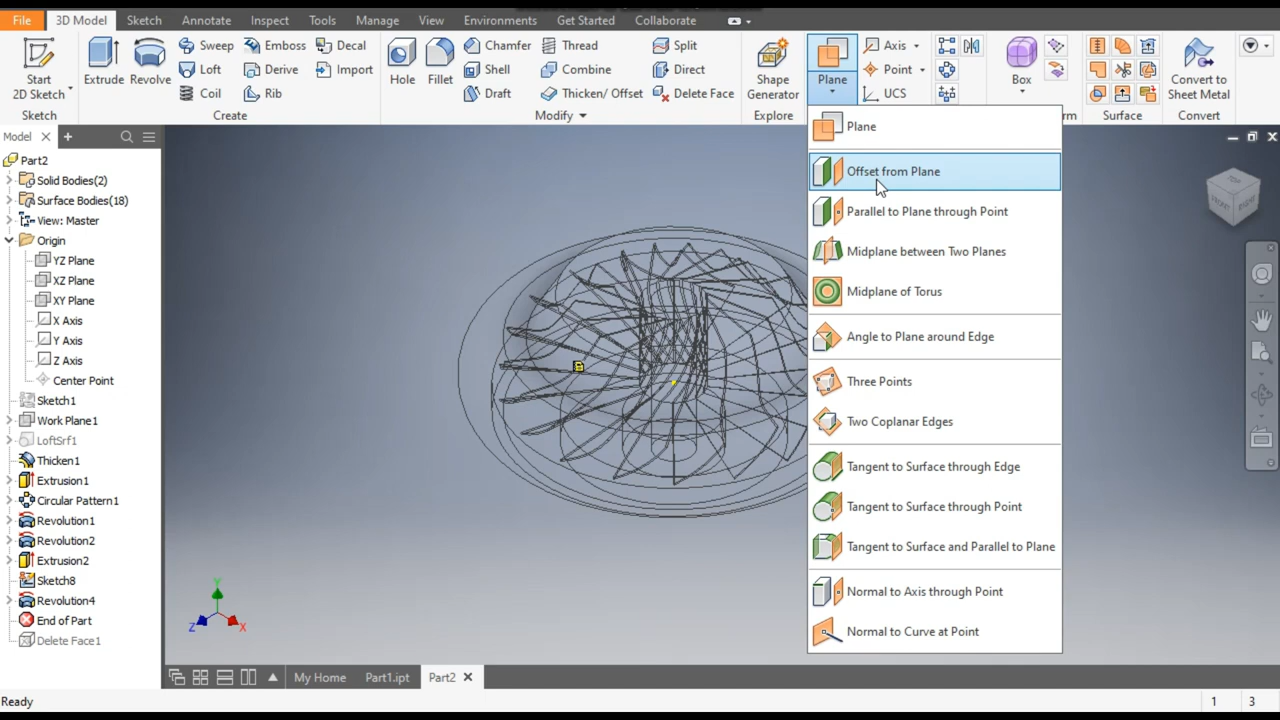 File 3D Model Sketch Annotate Inspect Tools Manage View Environments Get Started Collaborate
Start
2D Sketch
Extrude
Revolve
Sweep
Loft
Coil
Emboss
Derive
Rib
Decal
Import
Hole
Fillet
Chamfer
Shell
Draft
Thread
Combine
Thicken/ Offset
Split
Direct
Delete Face
Shape
Generator
Plane
Axis
Point
UCS
Box
Convert to
Sheet Metal
Sketch Create Modify Explore Surface Convert
Model
Part2
Solid Bodies(2)
Surface Bodies(18)
View: Master
Origin
YZ Plane
XZ Plane
XY Plane
X Axis
Y Axis
Z Axis
Center Point
Sketch1
Work Plane1
LoftSrf1
Thicken1
Extrusion1
Circular Pattern1
Revolution1
Revolution2
Extrusion2
Sketch8
Revolution4
End of Part
Delete Face1
Plane
Offset from Plane
Parallel to Plane through Point
Midplane between Two Planes
Midplane of Torus
Angle to Plane around Edge
Three Points
Two Coplanar Edges
Tangent to Surface through Edge
Tangent to Surface through Point
Tangent to Surface and Parallel to Plane
Normal to Axis through Point
Normal to Curve at Point
TOP
FRONT
RIGHT
Y
Z
X
My Home Part1.ipt Part2
Ready 1 3